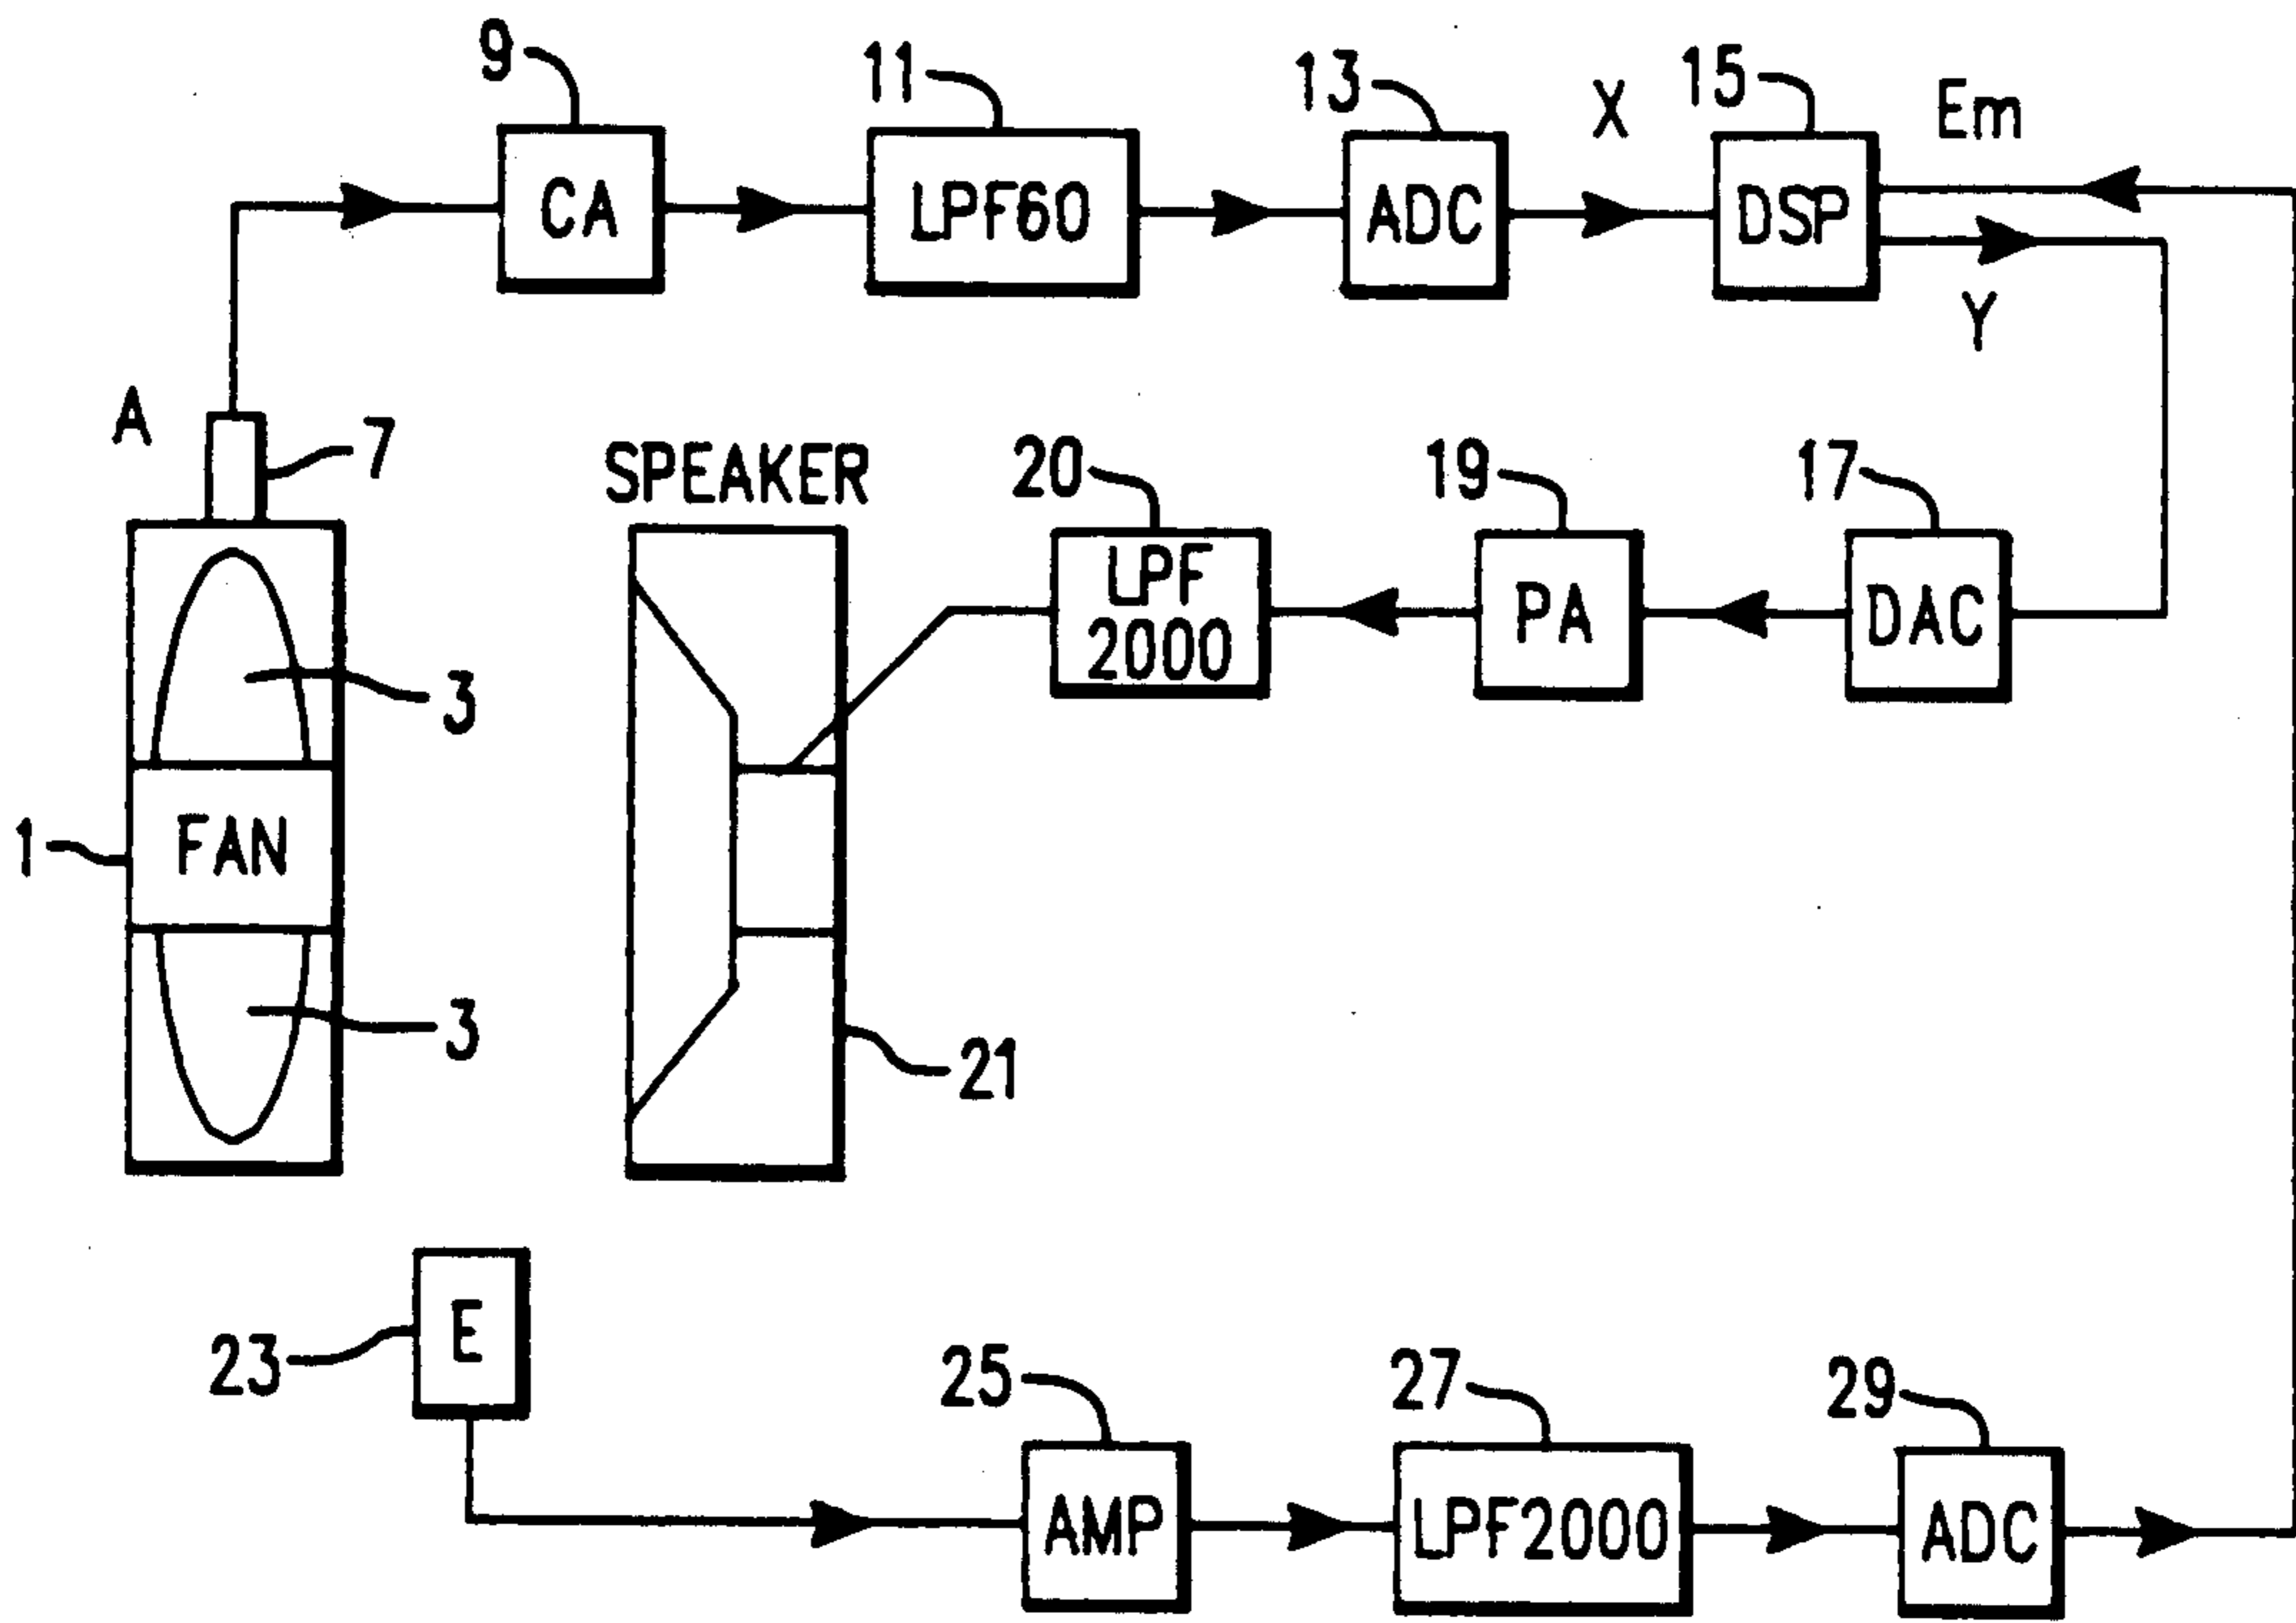 9
11
13
X
15
Em
CA
LPF60
ADC
DSP
Y
A
7
SPEAKER
20
19
17
LPF
2000
PA
DAC
3
1
FAN
3
21
E
23
25
27
29
AMP
LPF2000
ADC